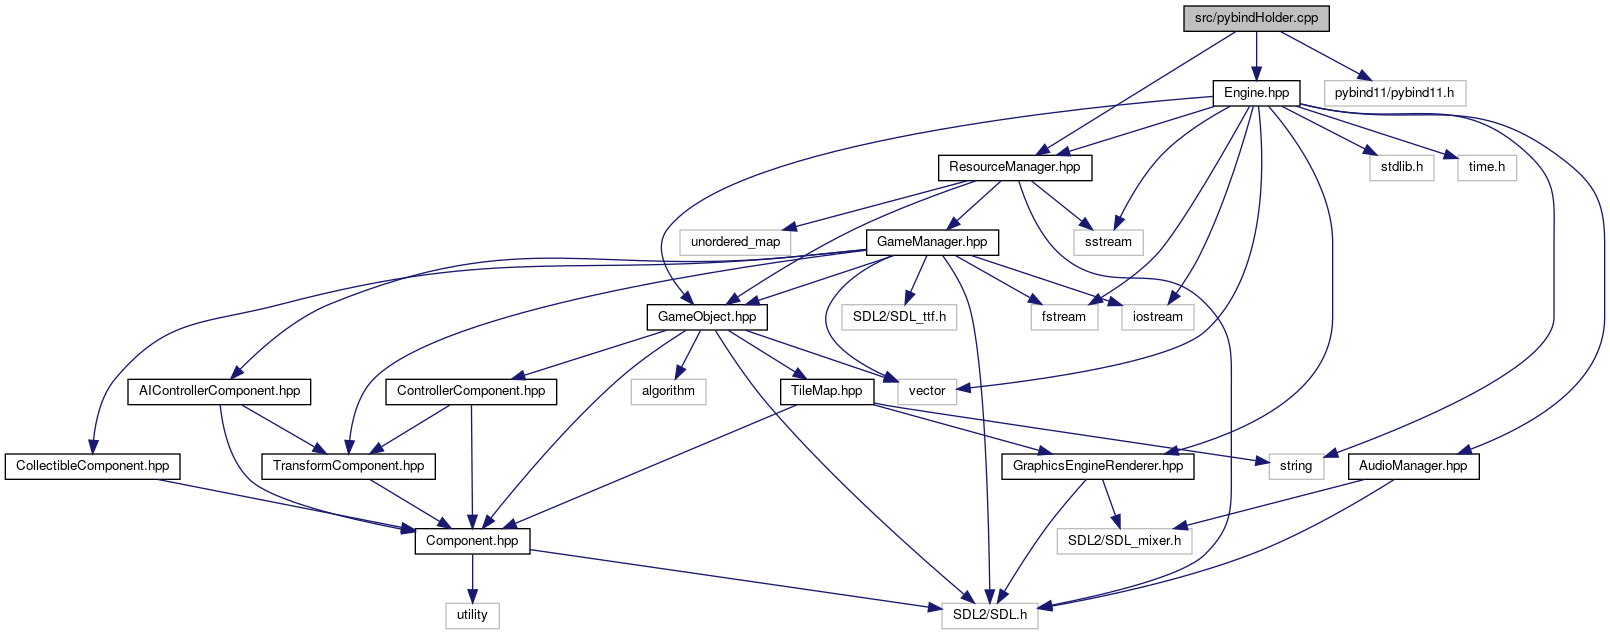 src/pybindHolder.cpp
Engine.hpp
pybind11/pybind11.h
ResourceManager.hpp
stdlib.h
time.h
unordered_map
GameManager.hpp
sstream
GameObject.hpp
SDL2/SDL_ttf.h
fstream
iostream
AIControllerComponent.hpp
ControllerComponent.hpp
algorithm
TileMap.hpp
vector
CollectibleComponent.hpp
TransformComponent.hpp
GraphicsEngineRenderer.hpp
string
AudioManager.hpp
Component.hpp
SDL2/SDL_mixer.h
utility
SDL2/SDL.h